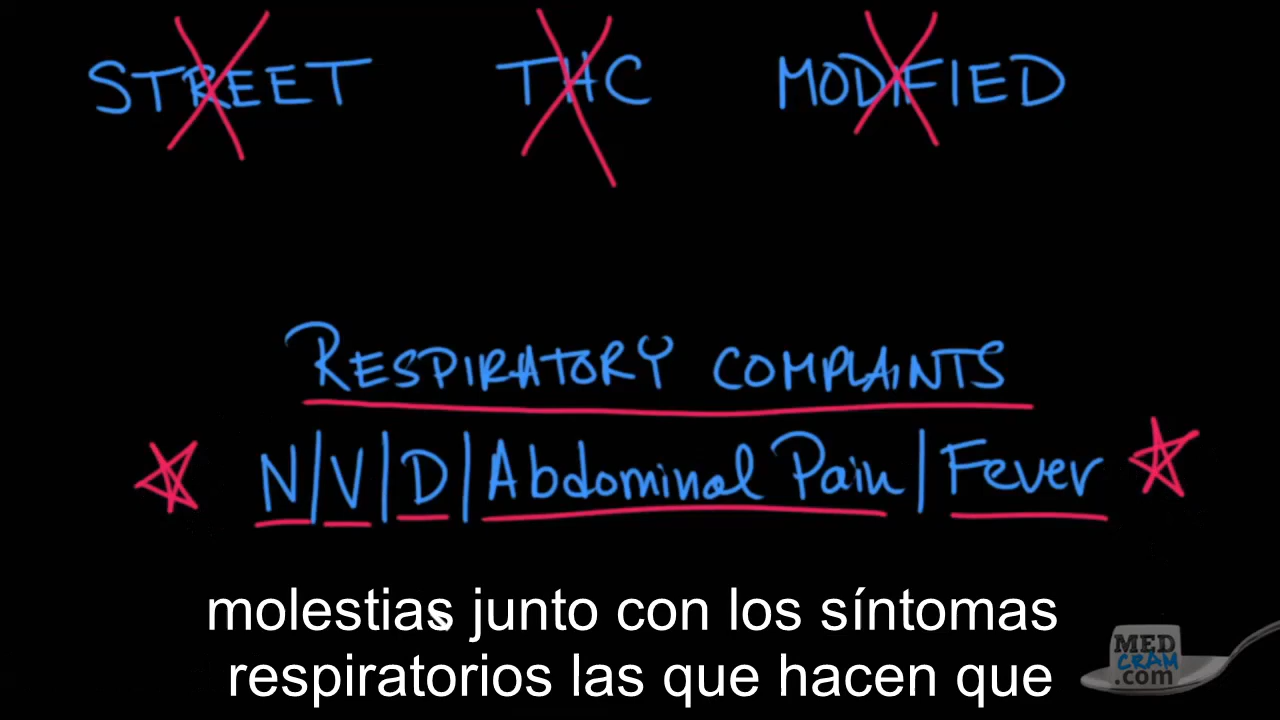 STREET THC MODIFIED
RESPIRATORY COMPLAINTS
N/V/D/Abdominal Pain/Fever
molestias junto con los síntomas
respiratorios las que hacen que
MED
CRAM
.com